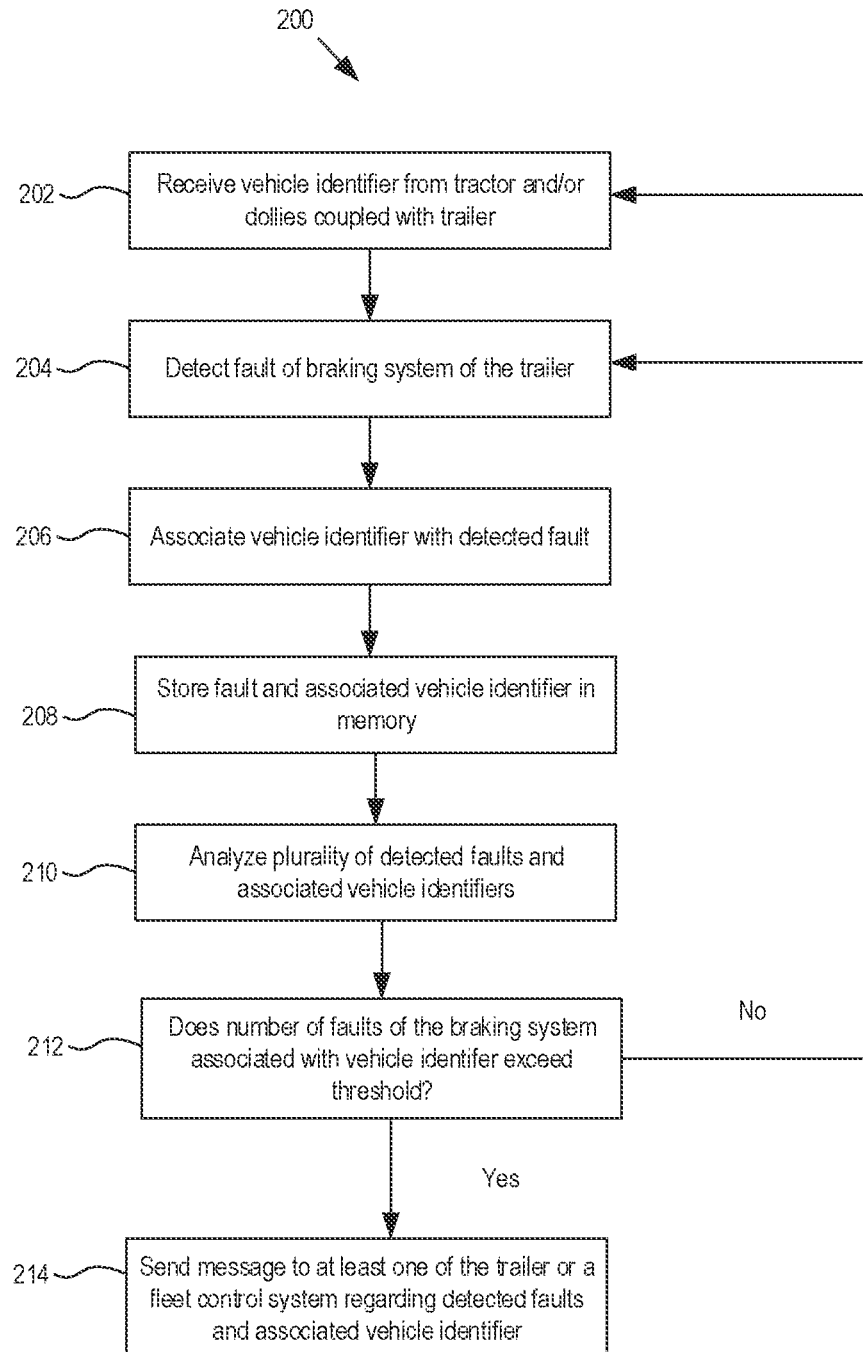 200
202
Receive vehicle identifier from tractor and/or
dollies coupled with trailer
204
Detect fault of braking system of the trailer
206
Associate vehicle identifier with detected fault
208
Store fault and associated vehicle identifier in
memory
210
Analyze plurality of detected faults and
associated vehicle identifiers
212
Does number of faults of the braking system
associated with vehicle identifer exceed
threshold?
No
Yes
214
Send message to at least one of the trailer or a
fleet control system regarding detected faults
and associated vehicle identifier